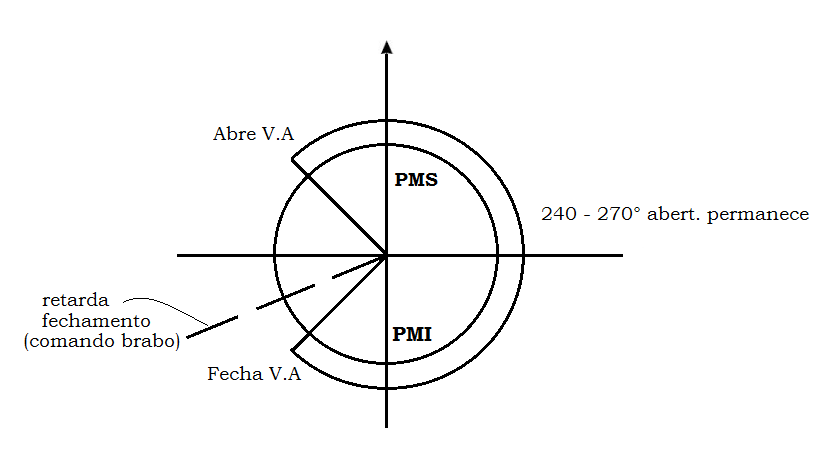 Abre V.A
PMS
240 - 270° abert. permanece
retarda
fechamento
(comando brabo)
PMI
Fecha V.A